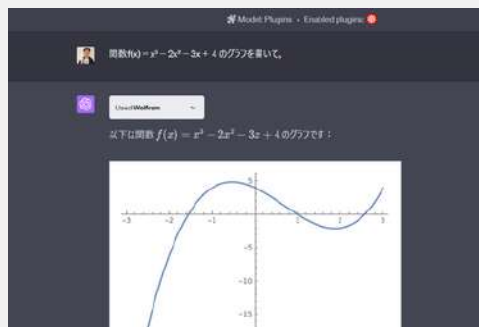 Model: Plugins • Enabled plugins:
関数f(x) = x³ − 2x² − 3x + 4 のグラフを書いて。
Used Wolfram
以下は関数 f(x) = x³ − 2x² − 3x + 4 のグラフです：
5
-3 -2 -1 1 2 3
-5
-10
-15